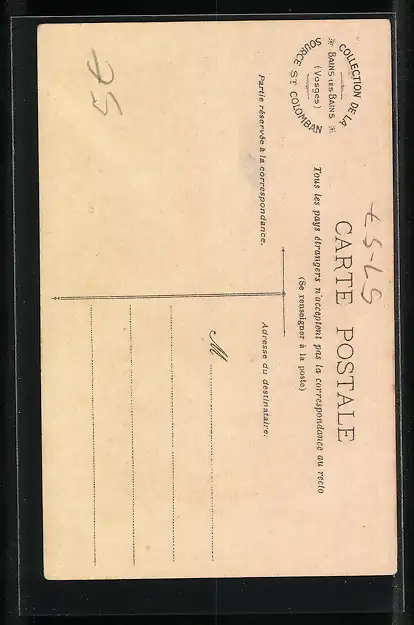 COLLECTION DE LA
SOURCE ST COLOMBAN
* BAINS-LES-BAINS *
(Vosges)
CARTE POSTALE
Tous les pays étrangers n'acceptent pas la correspondance au recto
(Se renseigner à la poste)
Partie réservée à la correspondance.
Adresse du destinataire.
M